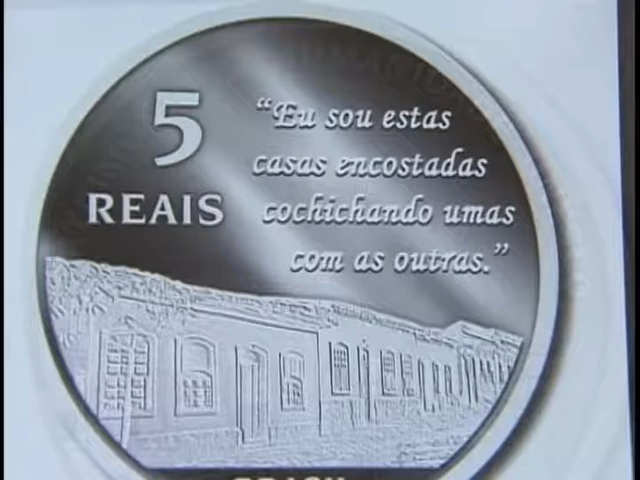 5
REAIS
“Eu sou estas
casas encostadas
cochichando umas
com as outras.”